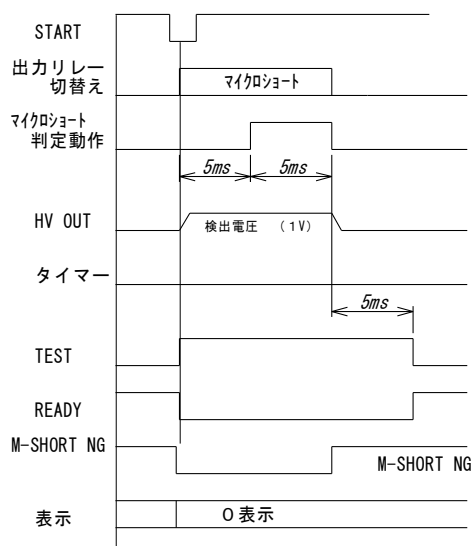 START
出力リレー
切替え
マイクロショート
マイクロショート
判定動作
5ms
5ms
HV OUT
検出電圧 (1V)
タイマー
5ms
TEST
READY
M-SHORT NG
M-SHORT NG
表示
O表示